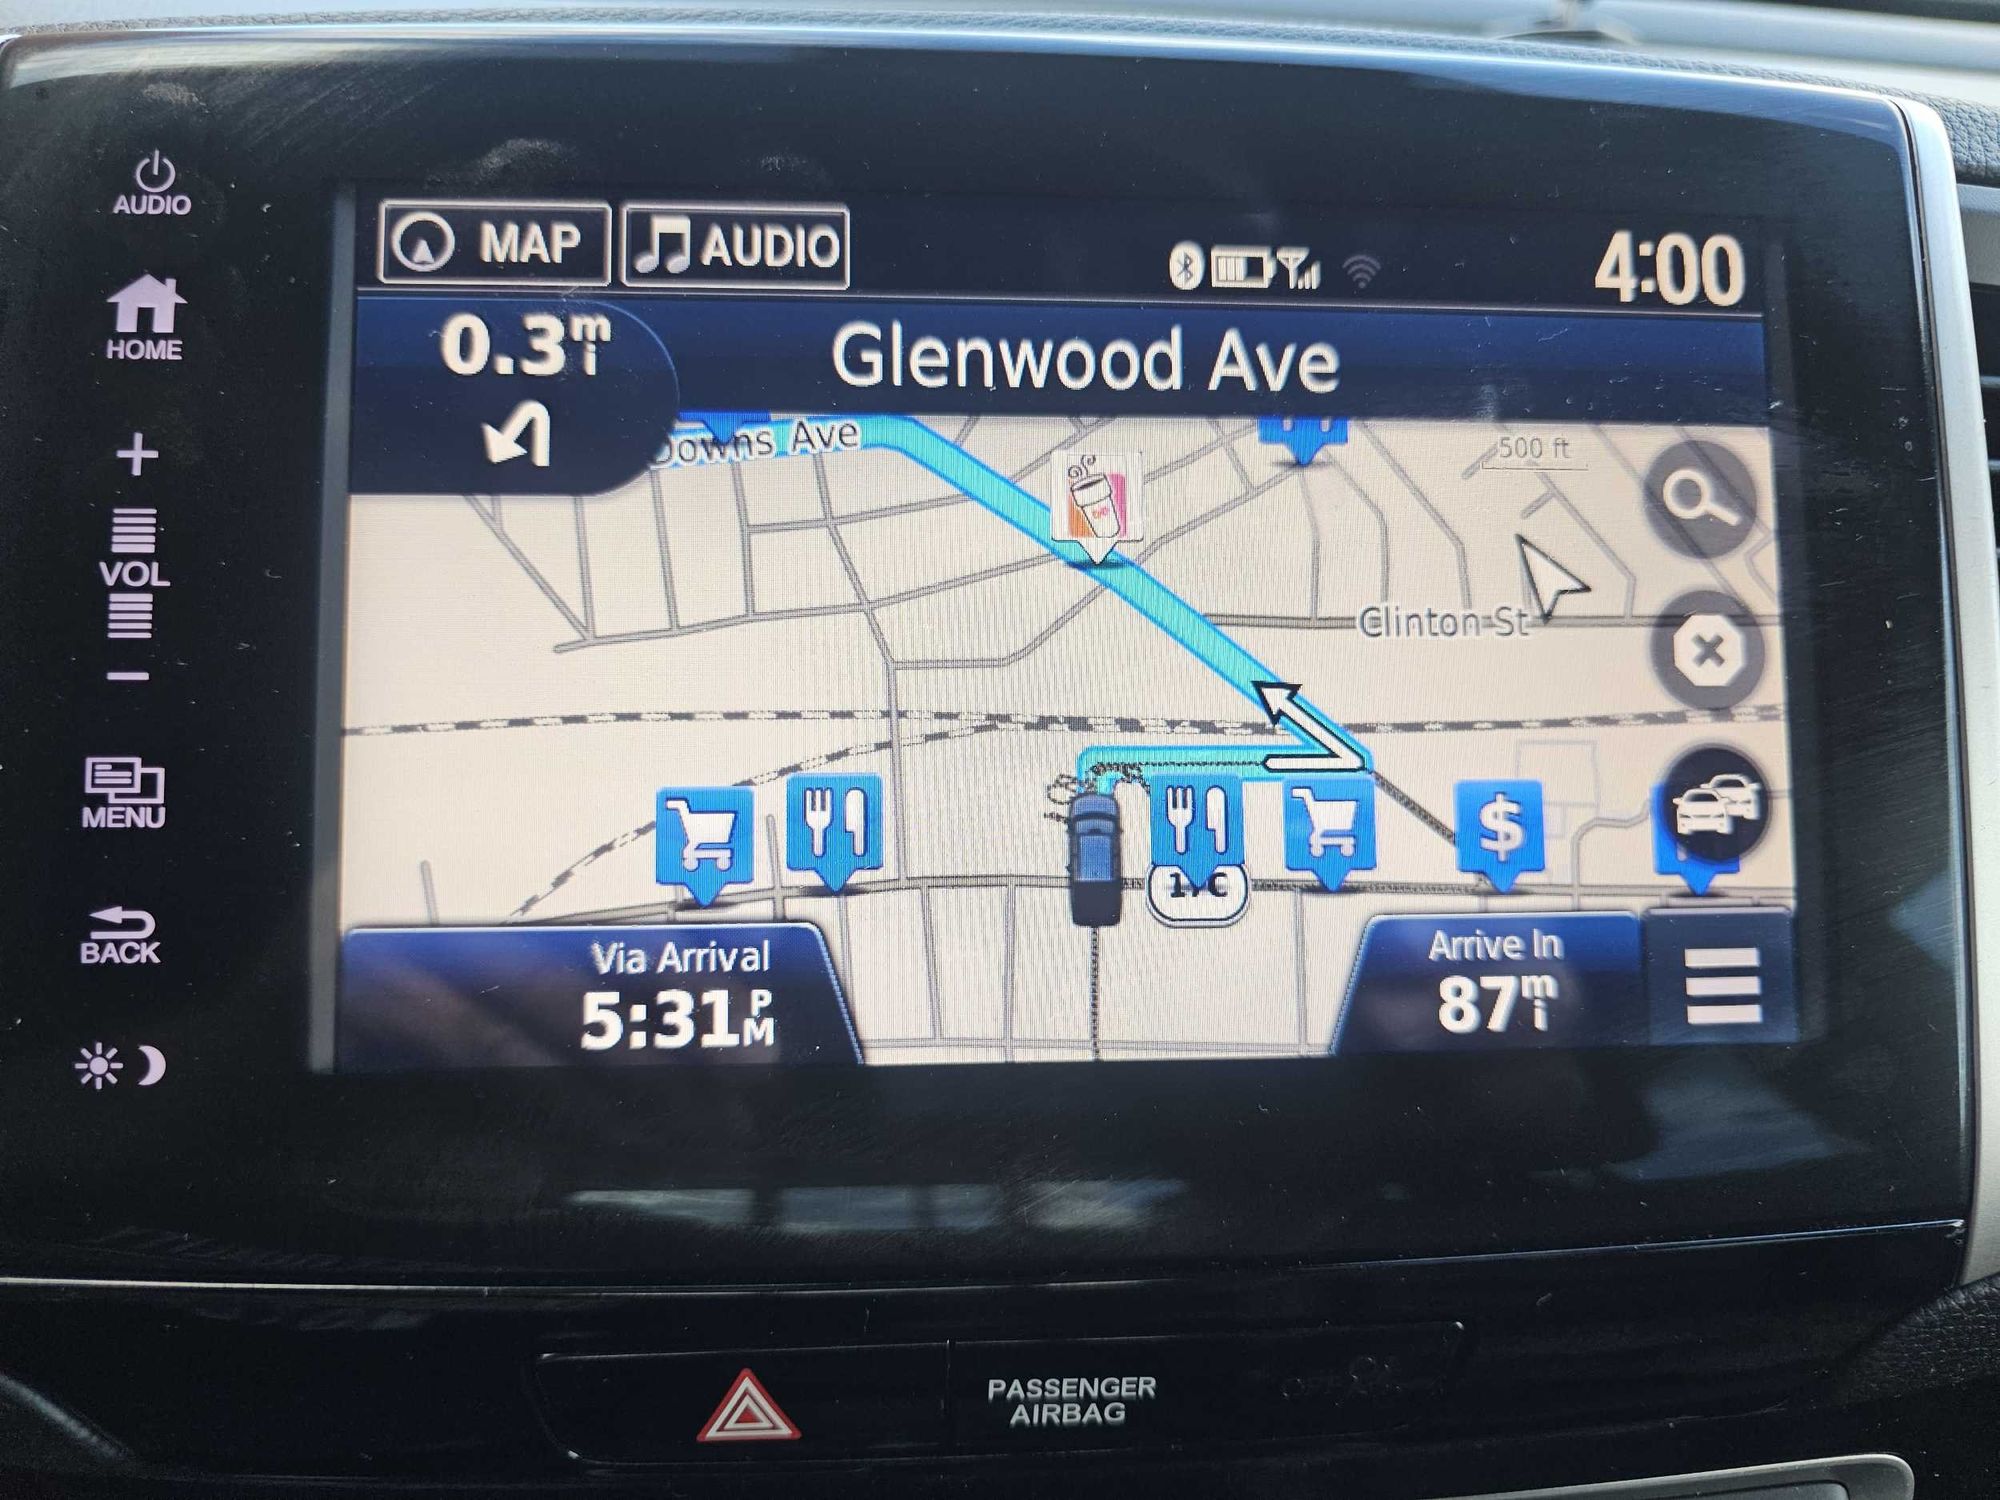 AUDIO
HOME
VOL
MENU
BACK
MAP
AUDIO
4:00
0.3 mi
Glenwood Ave
Downs Ave
500 ft
Clinton St
$
Via Arrival
5:31 PM
Arrive In
87 mi
PASSENGER
AIRBAG